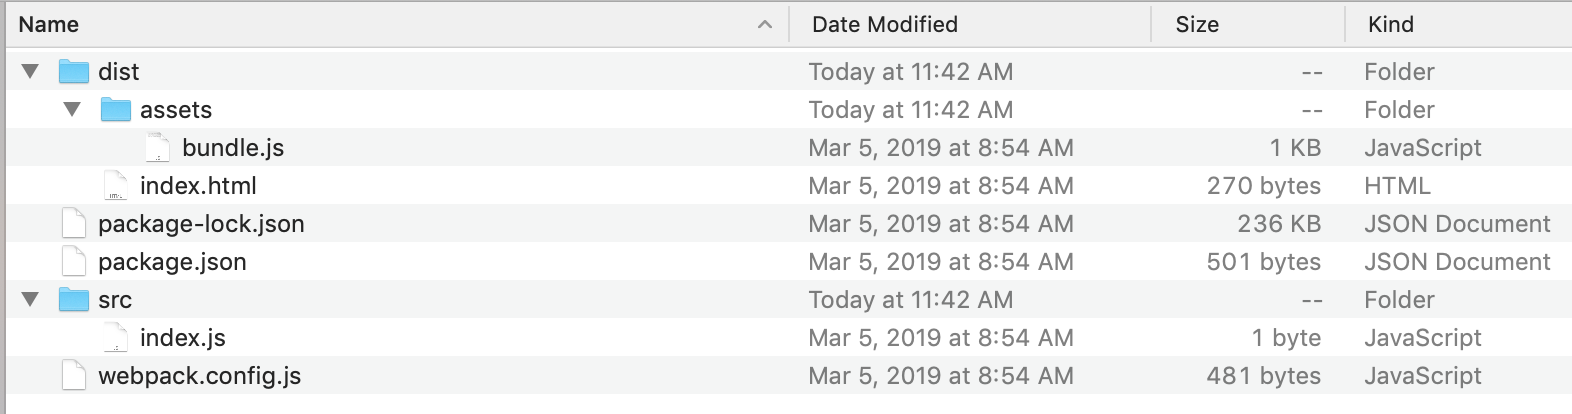 Name Date Modified Size Kind
dist Today at 11:42 AM -- Folder
assets Today at 11:42 AM -- Folder
bundle.js Mar 5, 2019 at 8:54 AM 1 KB JavaScript
index.html Mar 5, 2019 at 8:54 AM 270 bytes HTML
package-lock.json Mar 5, 2019 at 8:54 AM 236 KB JSON Document
package.json Mar 5, 2019 at 8:54 AM 501 bytes JSON Document
src Today at 11:42 AM -- Folder
index.js Mar 5, 2019 at 8:54 AM 1 byte JavaScript
webpack.config.js Mar 5, 2019 at 8:54 AM 481 bytes JavaScript